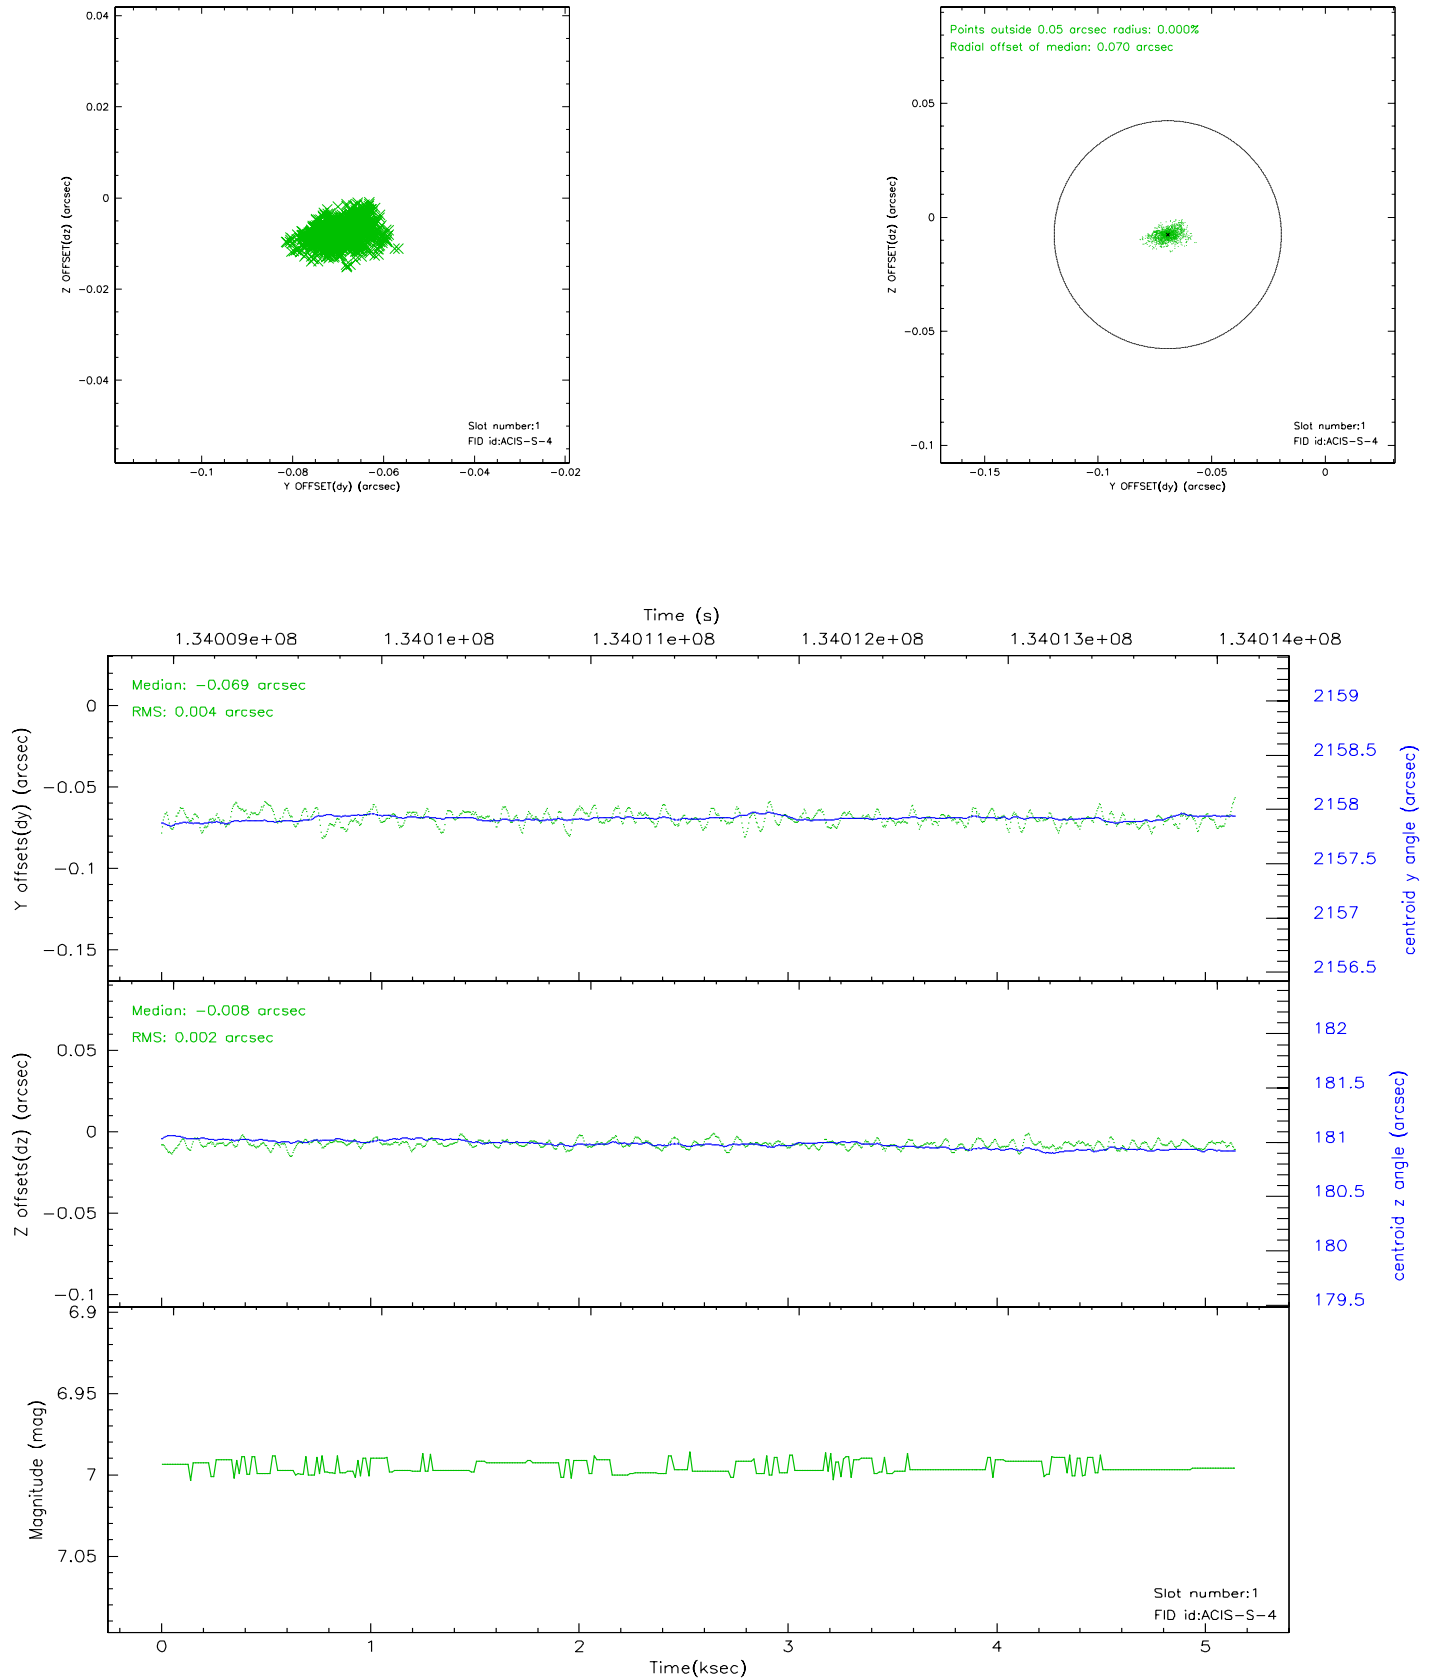 0.04
0.02
0
−0.02
−0.04
Z OFFSET(dz) (arcsec)
Slot number:1
FID id:ACIS−S−4
−0.1
−0.08
−0.06
−0.04
−0.02
Y OFFSET(dy) (arcsec)
Points outside 0.05 arcsec radius: 0.000%
Radial offset of median: 0.070 arcsec
0.05
0
−0.05
−0.1
Z OFFSET(dz) (arcsec)
Slot number:1
FID id:ACIS−S−4
−0.15
−0.1
−0.05
0
Y OFFSET(dy) (arcsec)
Time (s)
1.34009e+08
1.3401e+08
1.34011e+08
1.34012e+08
1.34013e+08
1.34014e+08
Median: −0.069 arcsec
RMS: 0.004 arcsec
0
−0.05
−0.1
−0.15
Y offsets(dy) (arcsec)
2159
2158.5
2158
2157.5
2157
2156.5
centroid y angle (arcsec)
Median: −0.008 arcsec
RMS: 0.002 arcsec
0.05
0
−0.05
−0.1
Z offsets(dz) (arcsec)
182
181.5
181
180.5
180
179.5
centroid z angle (arcsec)
6.9
6.95
7
7.05
Magnitude (mag)
Slot number:1
FID id:ACIS−S−4
0
1
2
3
4
5
Time(ksec)